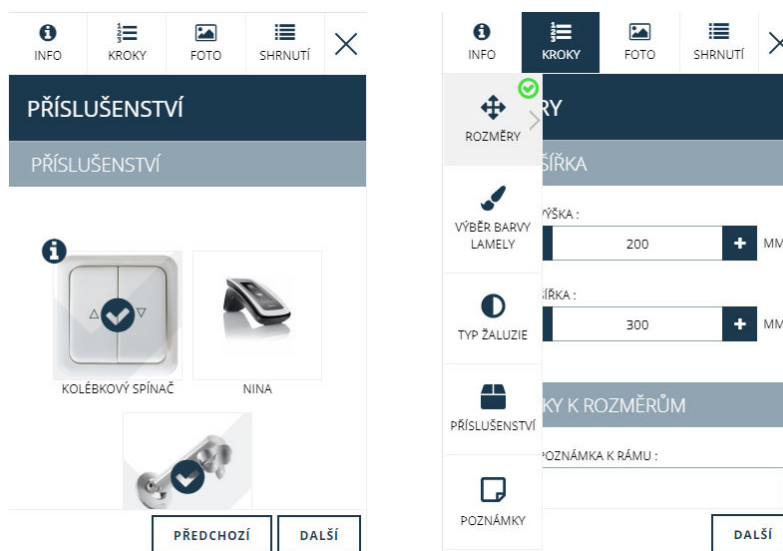 INFO
KROKY
FOTO
SHRNUTÍ
PŘÍSLUŠENSTVÍ
PŘÍSLUŠENSTVÍ
KOLÉBKOVÝ SPÍNAČ
NINA
PŘEDCHOZÍ
DALŠÍ
INFO
KROKY
FOTO
SHRNUTÍ
ROZMĚRY
RY
ŠÍŘKA
VÝBĚR BARVY
LAMELY
VÝŠKA :
200
MM
ŠÍŘKA :
300
MM
TYP ŽALUZIE
PŘÍSLUŠENSTVÍ
KY K ROZMĚRŮM
POZNÁMKA K RÁMU :
POZNÁMKY
DALŠÍ